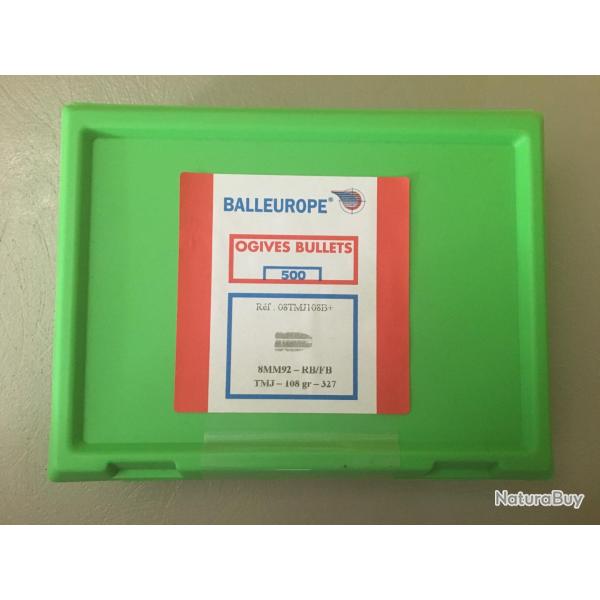 BALLEUROPE®
OGIVES BULLETS
500
Réf : 08TMJ108B+
8MM92 – RB/FB
TMJ – 108 gr – 327
NaturaBuy